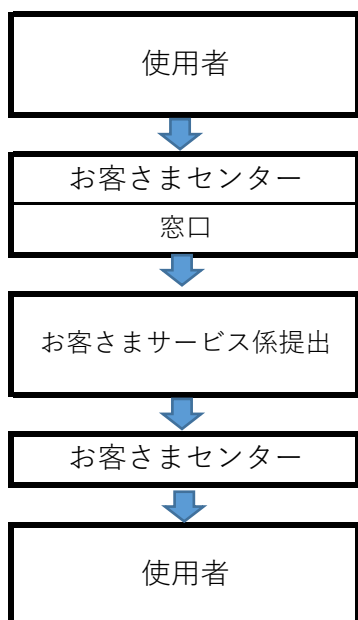 使用者
お客さまセンター
窓口
お客さまサービス係提出
お客さまセンター
使用者